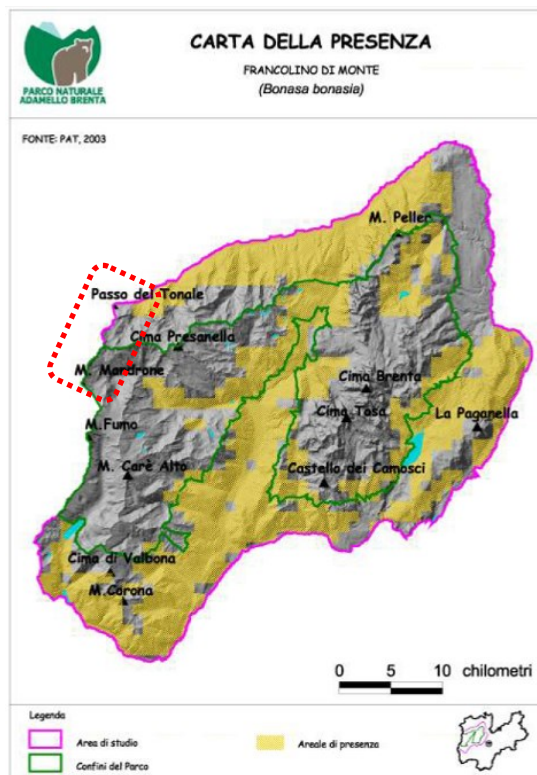 PARCO NATURALE
ADAMELLO BRENTA
CARTA DELLA PRESENZA
FRANCOLINO DI MONTE
(Bonasa bonasia)
FONTE: PAT, 2003
M. Peller
Passo del Tonale
Cima Presanella
M. Mandrone
Cima Brenta
Cima Tosa
La Paganella
M.Fumo
M. Carè Alto
Castello dei Camosci
Cima di Valbona
M.Corona
0 5 10 chilometri
Legenda
Area di studio
Confini del Parco
Areale di presenza